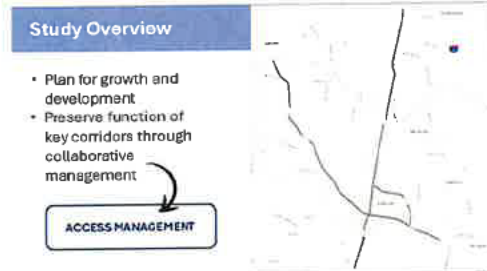 Study Overview
• Plan for growth and
development
• Preserve function of
key corridors through
collaborative
management
ACCESS MANAGEMENT